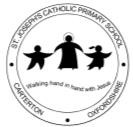 ST. JOSEPH'S CATHOLIC PRIMARY SCHOOL
Walking hand in hand with Jesus
CARTERTON • OXFORDSHIRE